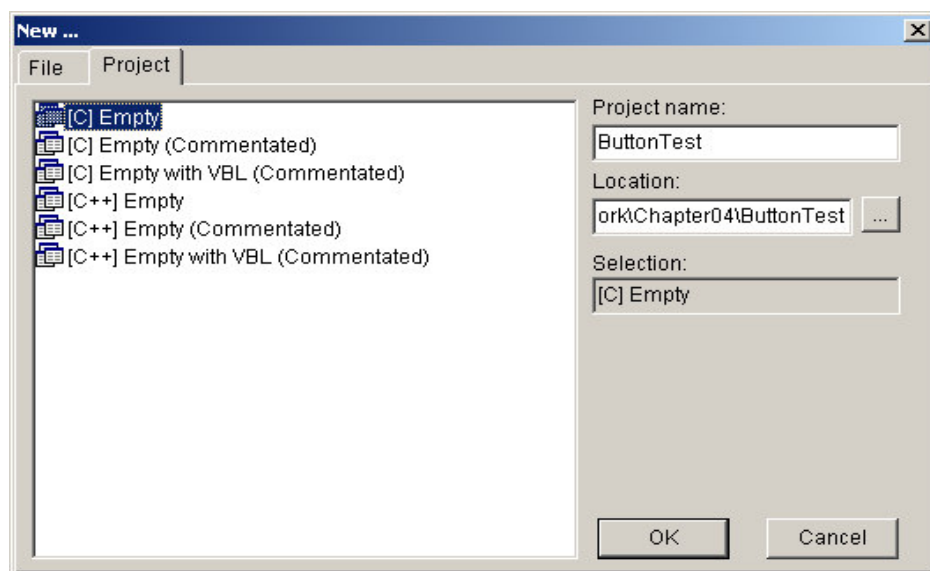 New ...
File
Project
[C] Empty
[C] Empty (Commentated)
[C] Empty with VBL (Commentated)
[C++] Empty
[C++] Empty (Commentated)
[C++] Empty with VBL (Commentated)
Project name:
ButtonTest
Location:
ork\Chapter04\ButtonTest
...
Selection:
[C] Empty
OK
Cancel